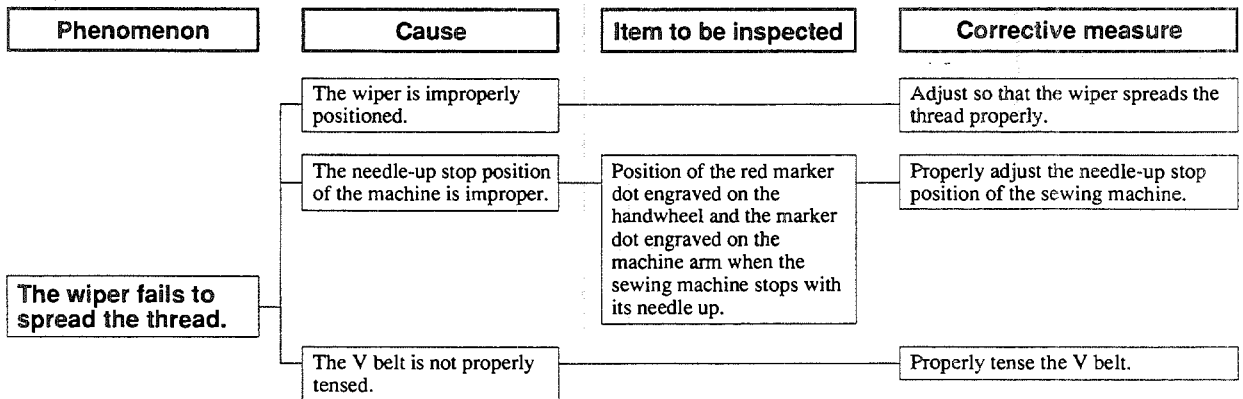 Phenomenon
Cause
Item to be inspected
Corrective measure
The wiper is improperly
positioned.
Adjust so that the wiper spreads the
thread properly.
The needle-up stop position
of the machine is improper.
Position of the red marker
dot engraved on the
handwheel and the marker
dot engraved on the
machine arm when the
sewing machine stops with
its needle up.
Properly adjust the needle-up stop
position of the sewing machine.
The wiper fails to
spread the thread.
The V belt is not properly
tensed.
Properly tense the V belt.